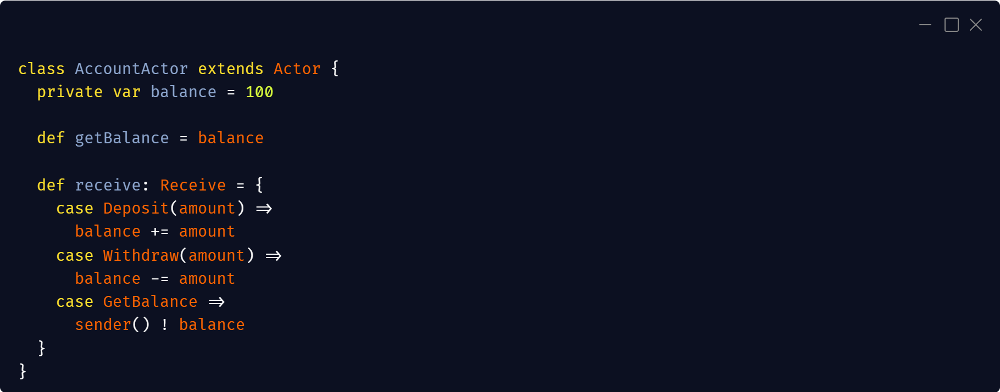 class AccountActor extends Actor {
  private var balance = 100

  def getBalance = balance

  def receive: Receive = {
    case Deposit(amount) =>
      balance += amount
    case Withdraw(amount) =>
      balance -= amount
    case GetBalance =>
      sender() ! balance
  }
}